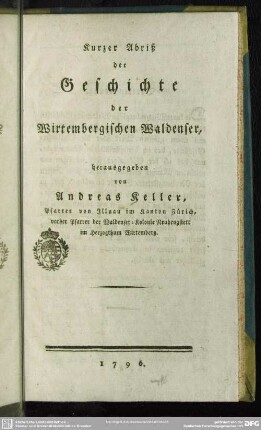 Kurzer Abriß
der
Geschichte
der
Wirtembergischen Waldenser,
herausgegeben
von
Andreas Keller,
Pfarrer von Illnau im Kanton Zürich,
vorher Pfarrer der Waldenser-Kolonie Neuhengstett
im Herzogthum Wirtemberg.
1796.